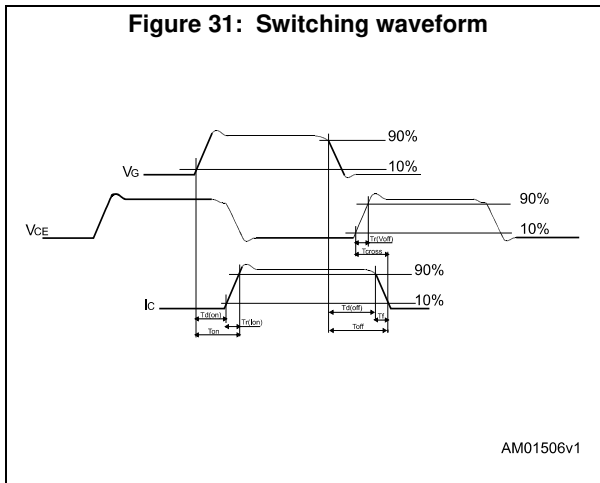 Figure 31: Switching waveform
90%
VG
10%
90%
VCE
10%
Tr(Voff)
Tcross
90%
IC
10%
Td(on)
Td(off)
Tf
Tr(Ion)
Ton
Toff
AM01506v1